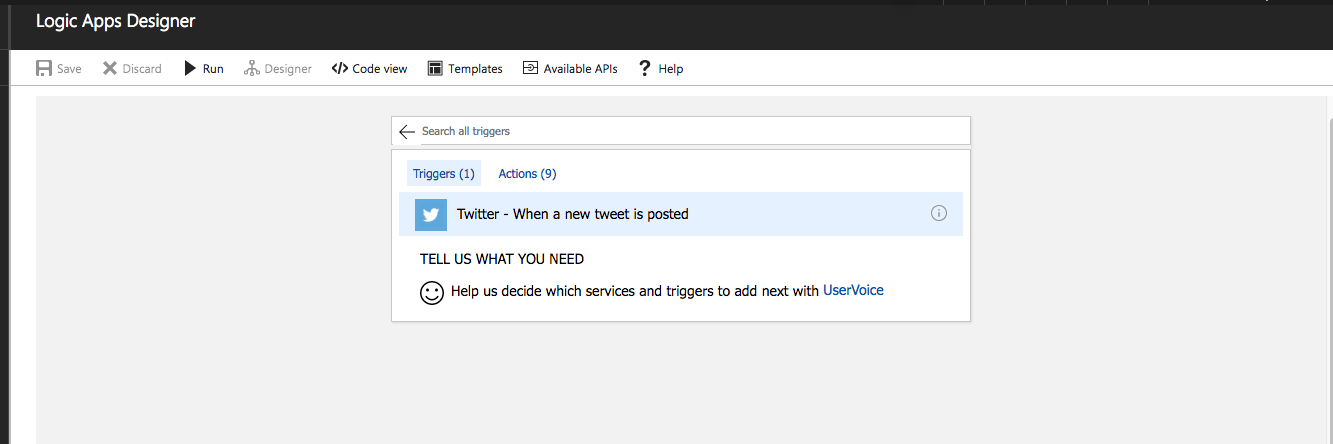 Logic Apps Designer
Save Discard Run Designer Code view Templates Available APIs Help
Search all triggers
Triggers (1) Actions (9)
Twitter - When a new tweet is posted
TELL US WHAT YOU NEED
Help us decide which services and triggers to add next with UserVoice